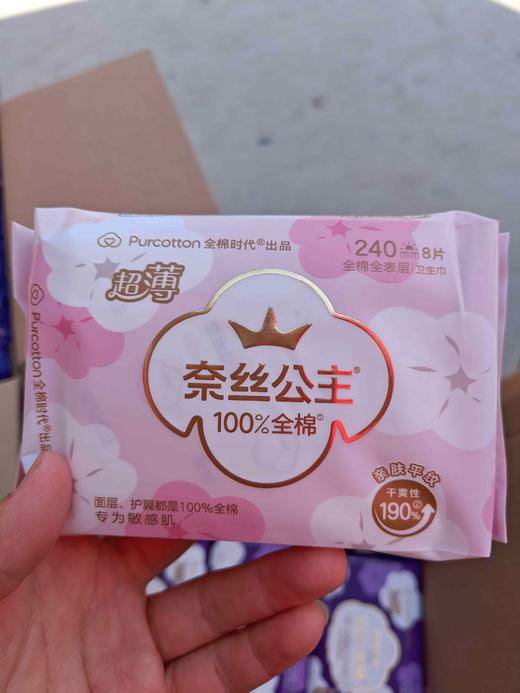 Purcotton 全棉时代®出品
240mm 8片
全棉全表层 卫生巾
超薄
Purcotton 全棉时代®出品
奈丝公主®
100%全棉①
亲肤平纹
干爽性
190%②
面层、护翼都是100%全棉
专为敏感肌